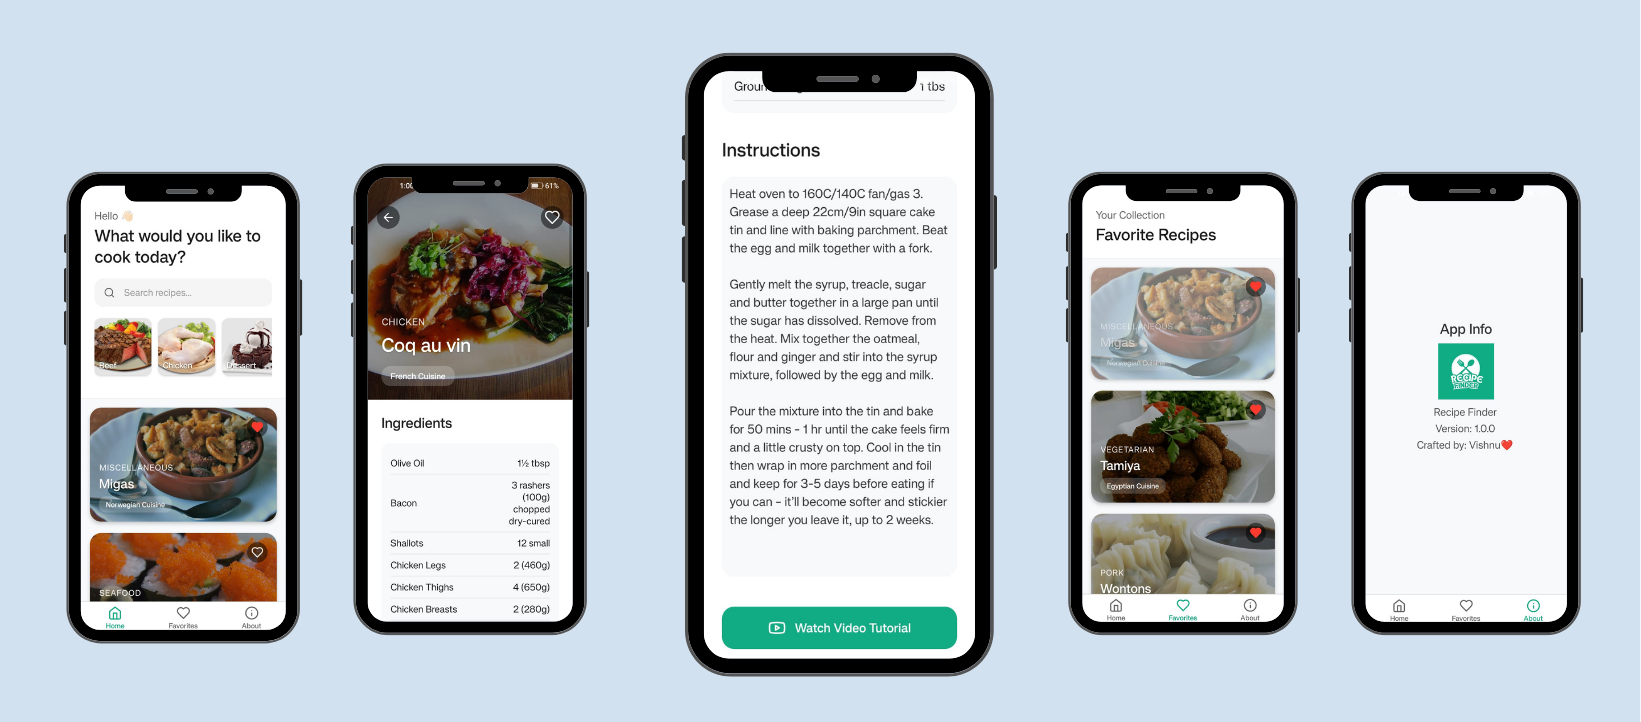 Hello 👋🏻
What would you like to
cook today?
Search recipes...
Beef
Chicken
Dessert
MISCELLANEOUS
Migas
Norwegian Cuisine
SEAFOOD
Home
Favorites
About
1:00
61%
CHICKEN
Coq au vin
French Cuisine
Ingredients
Olive Oil 1½ tbsp
Bacon 3 rashers
(100g)
chopped
dry-cured
Shallots 12 small
Chicken Legs 2 (460g)
Chicken Thighs 4 (650g)
Chicken Breasts 2 (280g)
1 tbs
Instructions
Heat oven to 160C/140C fan/gas 3.
Grease a deep 22cm/9in square cake
tin and line with baking parchment. Beat
the egg and milk together with a fork.
Gently melt the syrup, treacle, sugar
and butter together in a large pan until
the sugar has dissolved. Remove from
the heat. Mix together the oatmeal,
flour and ginger and stir into the syrup
mixture, followed by the egg and milk.
Pour the mixture into the tin and bake
for 50 mins - 1 hr until the cake feels firm
and a little crusty on top. Cool in the tin
then wrap in more parchment and foil
and keep for 3-5 days before eating if
you can - it'll become softer and stickier
the longer you leave it, up to 2 weeks.
Watch Video Tutorial
Your Collection
Favorite Recipes
MISCELLANEOUS
Migas
Norwegian Cuisine
VEGETARIAN
Tamiya
Egyptian Cuisine
PORK
Wontons
Home
Favorites
About
App Info
RECIPE
FINDER
Recipe Finder
Version: 1.0.0
Crafted by: Vishnu❤️
Home
Favorites
About